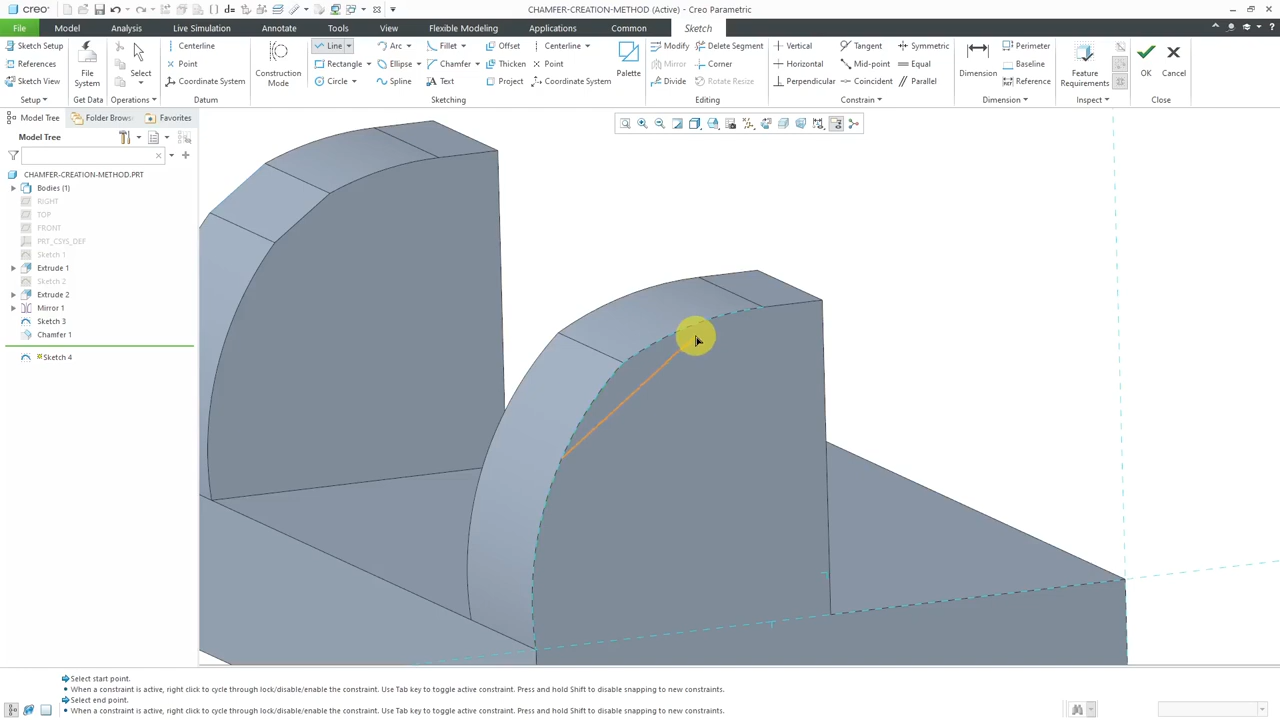 creo
CHAMFER-CREATION-METHOD (Active) - Creo Parametric
File Model Analysis Live Simulation Annotate Tools View Flexible Modeling Applications Common Sketch
Sketch Setup
References
Sketch View
Setup
File System
Get Data
Select
Operations
Centerline
Point
Coordinate System
Datum
Construction Mode
Line Arc Fillet Offset Centerline
Rectangle Ellipse Chamfer Thicken Point
Circle Spline Text Project Coordinate System
Palette
Sketching
Modify Delete Segment
Mirror Corner
Divide Rotate Resize
Editing
Vertical Tangent Symmetric
Horizontal Mid-point Equal
Perpendicular Coincident Parallel
Constrain
Dimension
Perimeter
Baseline
Reference
Dimension
Feature Requirements
Inspect
OK
Cancel
Close
Model Tree Folder Brows Favorites
Model Tree
CHAMFER-CREATION-METHOD.PRT
Bodies (1)
RIGHT
TOP
FRONT
PRT_CSYS_DEF
Sketch 1
Extrude 1
Sketch 2
Extrude 2
Mirror 1
Sketch 3
Chamfer 1
Sketch 4
Select start point.
When a constraint is active, right click to cycle through lock/disable/enable the constraint. Use Tab key to toggle active constraint. Press and hold Shift to disable snapping to new constraints.
Select end point.
When a constraint is active, right click to cycle through lock/disable/enable the constraint. Use Tab key to toggle active constraint. Press and hold Shift to disable snapping to new constraints.